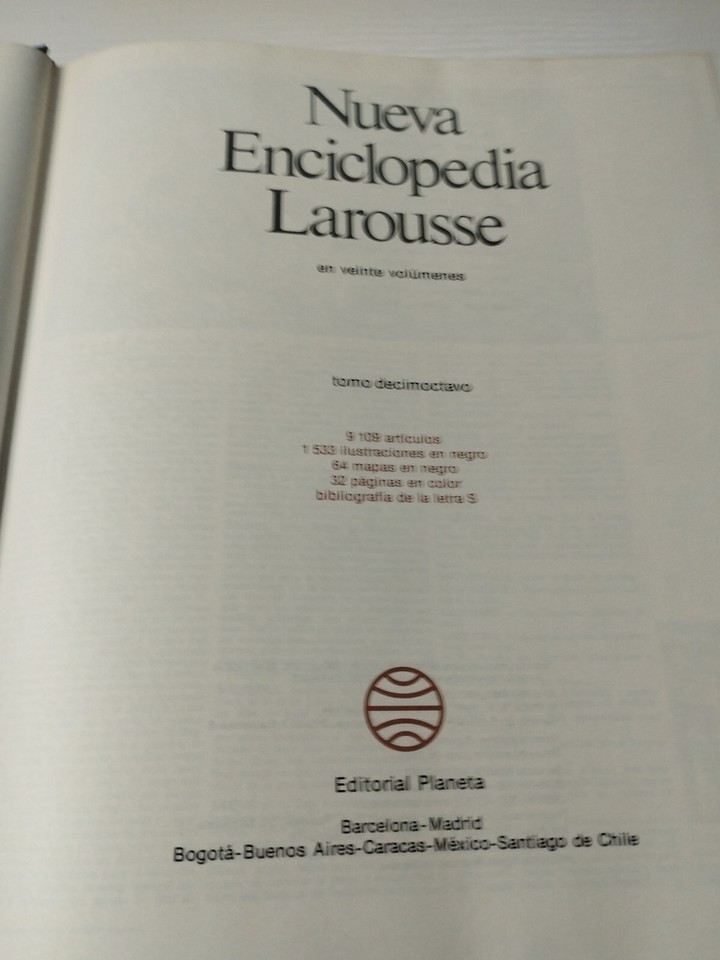 Nueva
Enciclopedia
Larousse
en veinte volúmenes
tomo decimoctavo
9 109 artículos
1 533 ilustraciones en negro
64 mapas en negro
32 páginas en color
bibliografía de la letra S
Editorial Planeta
Barcelona-Madrid
Bogotá-Buenos Aires-Caracas-México-Santiago de Chile